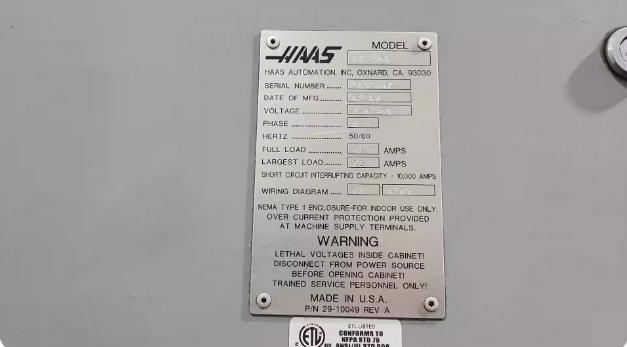 HAAS
MODEL
HAAS AUTOMATION, INC, OXNARD, CA. 93030
SERIAL NUMBER
DATE OF MFG
VOLTAGE
PHASE
HERTZ 50/60
FULL LOAD AMPS
LARGEST LOAD AMPS
SHORT CIRCUIT INTERRUPTING CAPACITY - 10,000 AMPS
WIRING DIAGRAM
NEMA TYPE 1 ENCLOSURE-FOR INDOOR USE ONLY.
OVER CURRENT PROTECTION PROVIDED
AT MACHINE SUPPLY TERMINALS.
WARNING
LETHAL VOLTAGES INSIDE CABINET!
DISCONNECT FROM POWER SOURCE
BEFORE OPENING CABINET!
TRAINED SERVICE PERSONNEL ONLY!
MADE IN U.S.A.
P/N 29-10049 REV A
ETL LISTED
CONFORMS TO
NFPA STD 79
ETL